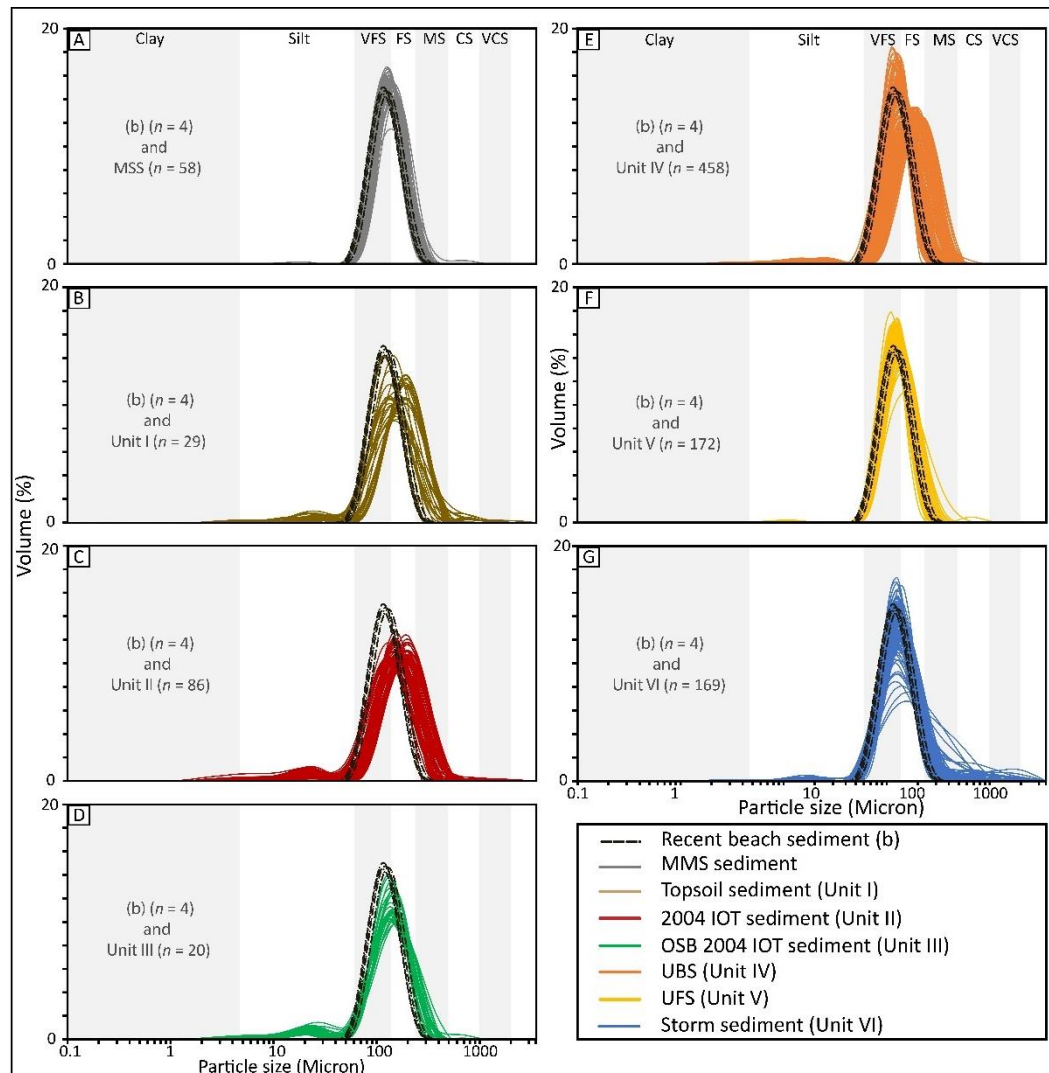 20
A
Clay Silt VFS FS MS CS VCS
(b) (n = 4)
and
MSS (n = 58)
0
B
20
(b) (n = 4)
and
Unit I (n = 29)
0
C
20
(b) (n = 4)
and
Unit II (n = 86)
0
D
20
(b) (n = 4)
and
Unit III (n = 20)
0
0.1 1 10 100 1000
Particle size (Micron)
Volume (%)
20
E
Clay Silt VFS FS MS CS VCS
(b) (n = 4)
and
Unit IV (n = 458)
0
F
20
(b) (n = 4)
and
Unit V (n = 172)
0
G
20
(b) (n = 4)
and
Unit VI (n = 169)
0
0.1 1 10 100 1000
Particle size (Micron)
Volume (%)
Recent beach sediment (b)
MMS sediment
Topsoil sediment (Unit I)
2004 IOT sediment (Unit II)
OSB 2004 IOT sediment (Unit III)
UBS (Unit IV)
UFS (Unit V)
Storm sediment (Unit VI)